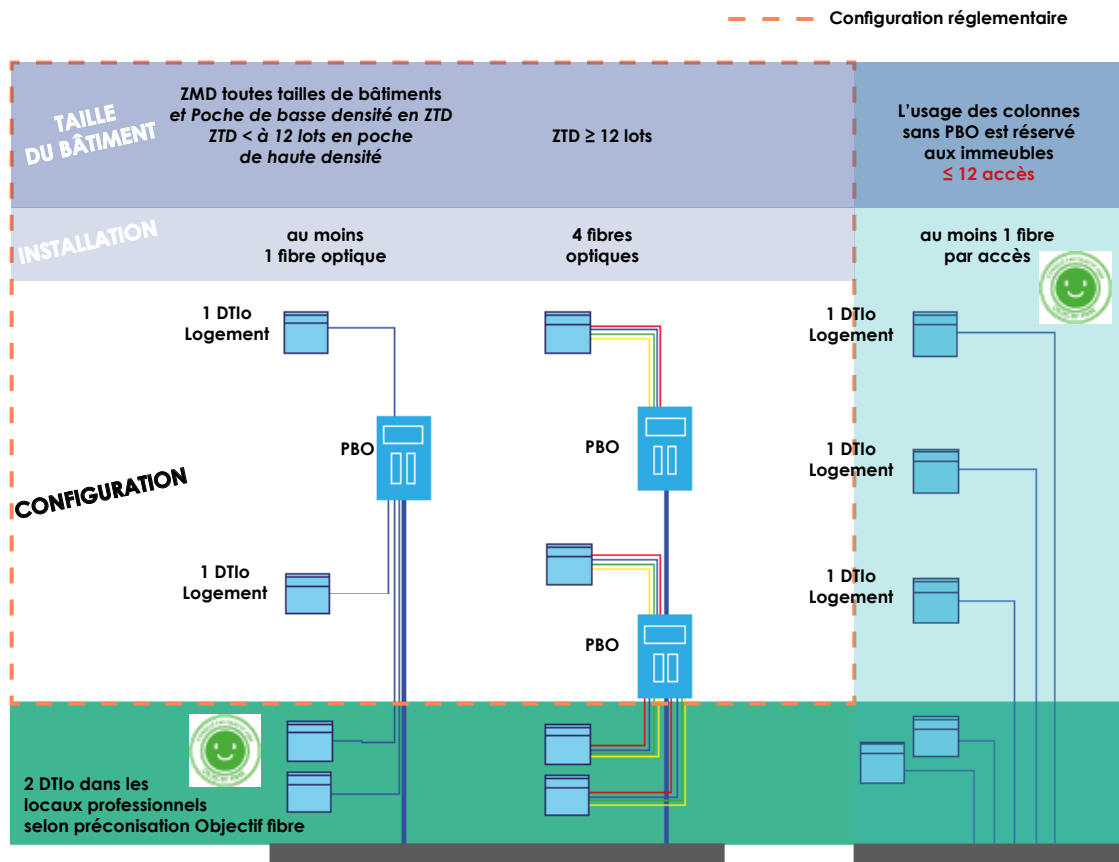 Configuration réglementaire
TAILLE
DU BÂTIMENT
ZMD toutes tailles de bâtiments
et Poche de basse densité en ZTD
ZTD < à 12 lots en poche
de haute densité
ZTD ≥ 12 lots
L'usage des colonnes
sans PBO est réservé
aux immeubles
≤ 12 accès
INSTALLATION
au moins
1 fibre optique
4 fibres
optiques
au moins 1 fibre
par accès
CONFIGURATION
1 DTIo
Logement
PBO
1 DTIo
Logement
PBO
PBO
1 DTIo
Logement
1 DTIo
Logement
1 DTIo
Logement
2 DTIo dans les
locaux professionnels
selon préconisation Objectif fibre